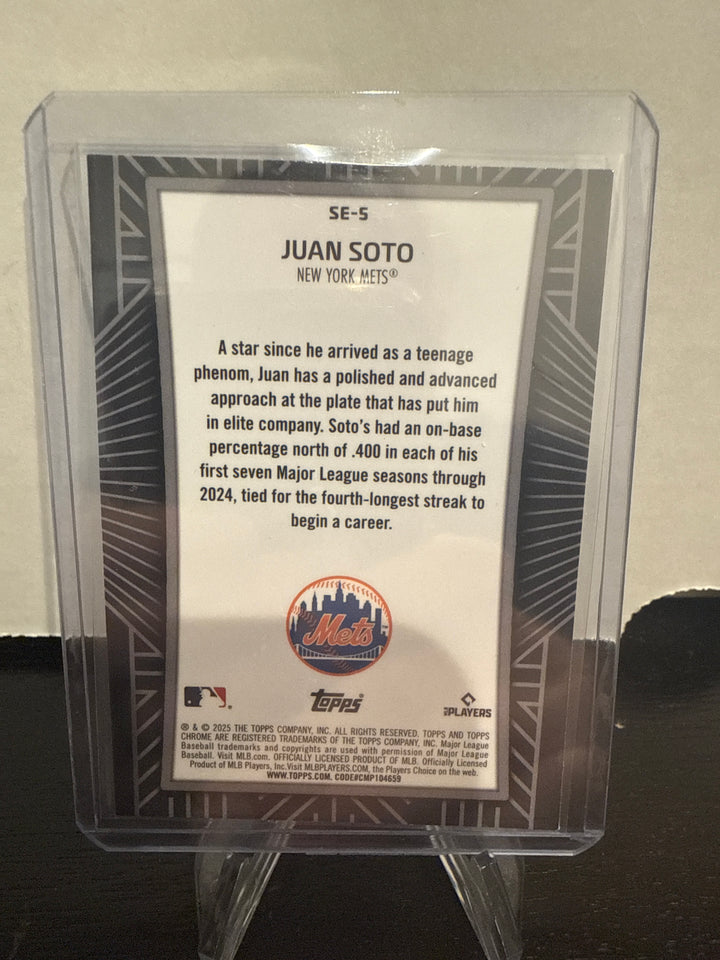 SE-5
JUAN SOTO
NEW YORK METS®
A star since he arrived as a teenage
phenom, Juan has a polished and advanced
approach at the plate that has put him
in elite company. Soto's had an on-base
percentage north of .400 in each of his
first seven Major League seasons through
2024, tied for the fourth-longest streak to
begin a career.
Mets
topps®
PLAYERS
® & © 2025 THE TOPPS COMPANY, INC. ALL RIGHTS RESERVED. TOPPS AND TOPPS
CHROME ARE REGISTERED TRADEMARKS OF THE TOPPS COMPANY, INC. Major League
Baseball trademarks and copyrights are used with permission of Major League
Baseball. Visit MLB.com. OFFICIALLY LICENSED PRODUCT OF MLB. Officially Licensed
Product of MLB Players, Inc.Visit MLBPLAYERS.COM, the Players Choice on the web.
WWW.TOPPS.COM. CODE#CMP104659